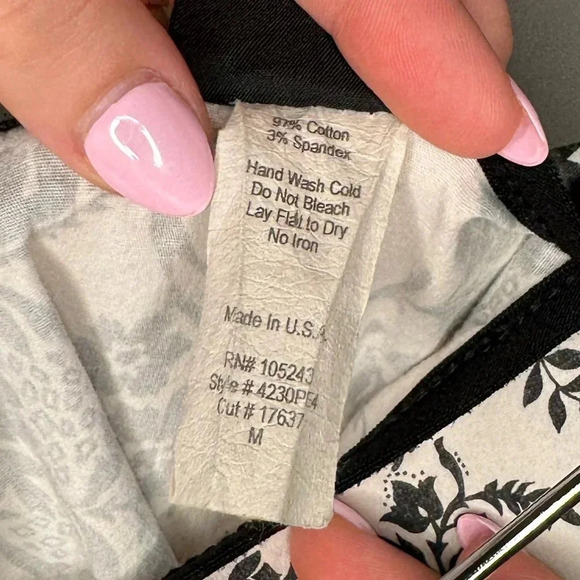 97% Cotton
3% Spandex
Hand Wash Cold
Do Not Bleach
Lay Flat to Dry
No Iron
Made In U.S.A.
RN# 105243
Style # 4230PE4
Cut # 17637
M